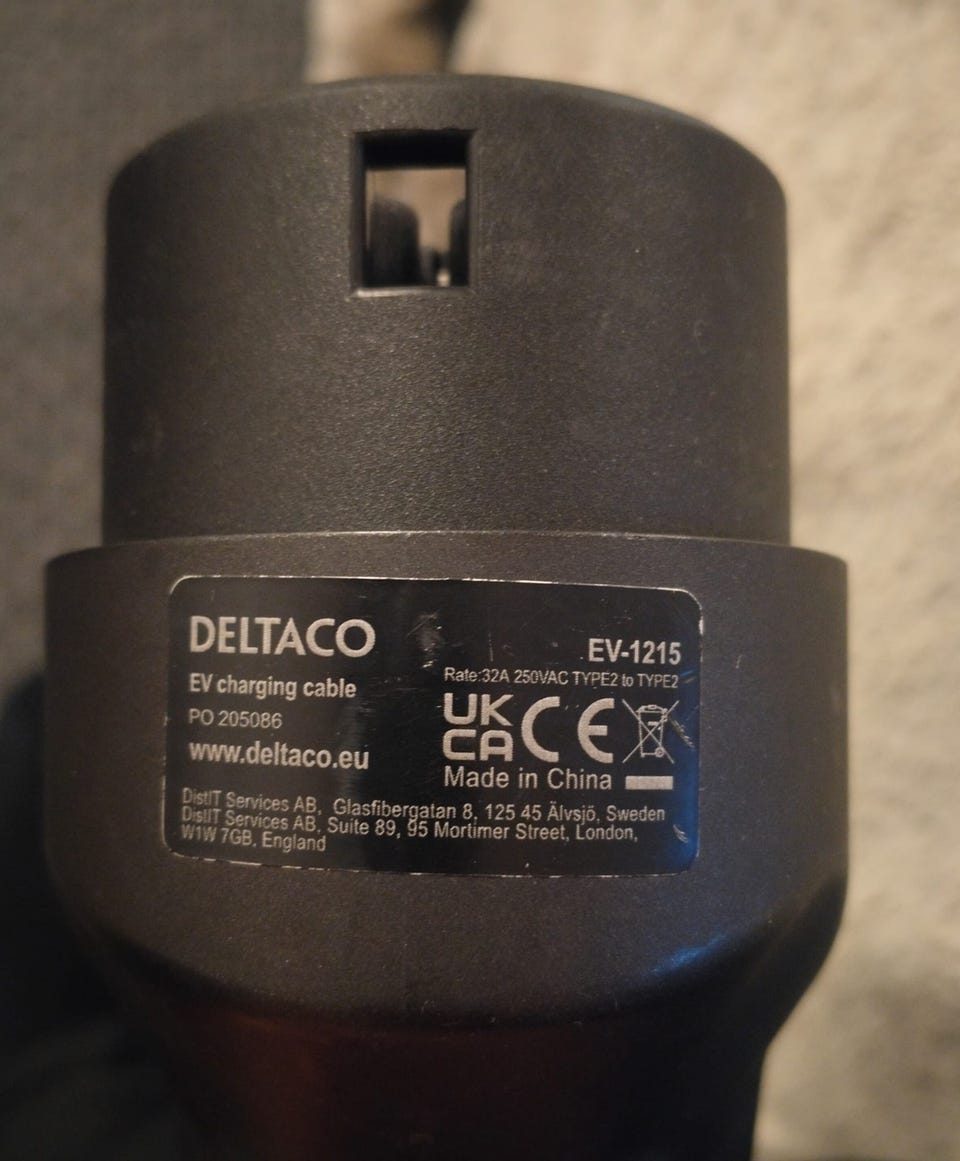 DELTACO
EV-1215
EV charging cable
Rate:32A 250VAC TYPE2 to TYPE2
PO 205086
UK
CA CE
www.deltaco.eu
Made in China
DistIT Services AB, Glasfibergatan 8, 125 45 Älvsjö, Sweden
DistIT Services AB, Suite 89, 95 Mortimer Street, London,
W1W 7GB, England